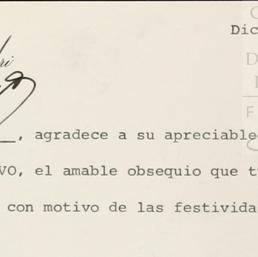 Dic
, agradece a su apreciable
VO, el amable obsequio que t
con motivo de las festivida